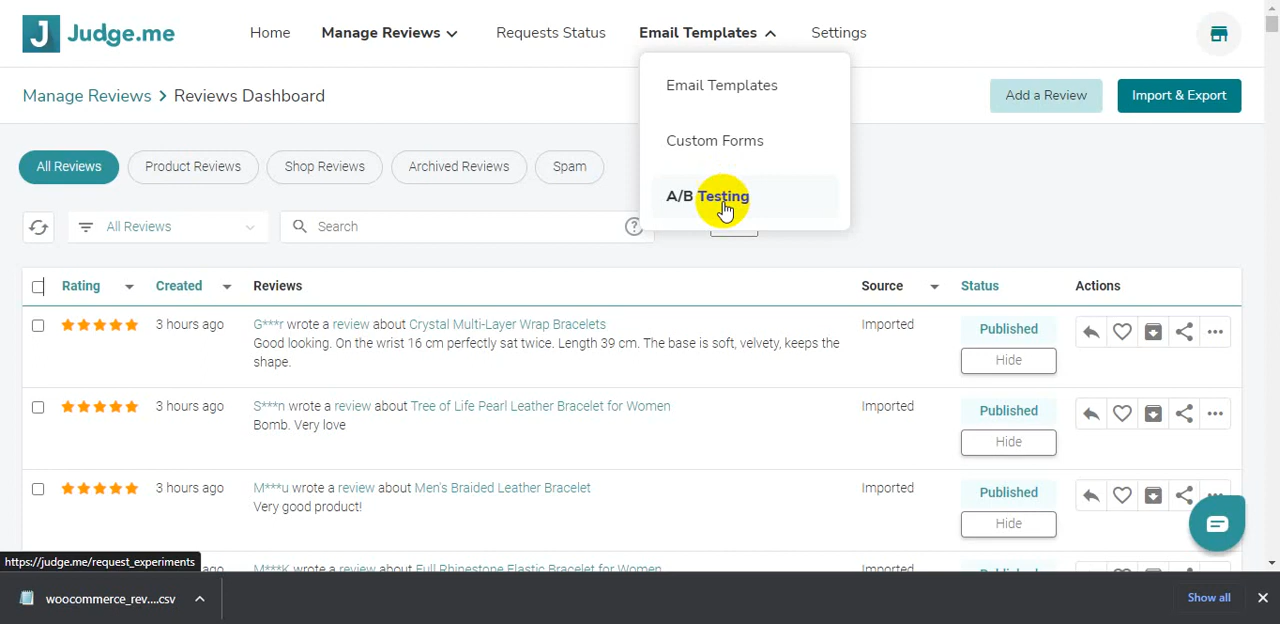 Judge.me
Home
Manage Reviews
Requests Status
Email Templates
Settings
Manage Reviews > Reviews Dashboard
Add a Review
Import & Export
Email Templates
Custom Forms
A/B Testing
All Reviews
Product Reviews
Shop Reviews
Archived Reviews
Spam
All Reviews
Search
?
Rating
Created
Reviews
Source
Status
Actions
3 hours ago
G***r wrote a review about Crystal Multi-Layer Wrap Bracelets
Good looking. On the wrist 16 cm perfectly sat twice. Length 39 cm. The base is soft, velvety, keeps the
shape.
Imported
Published
Hide
3 hours ago
S***n wrote a review about Tree of Life Pearl Leather Bracelet for Women
Bomb. Very love
Imported
Published
Hide
3 hours ago
M***u wrote a review about Men's Braided Leather Bracelet
Very good product!
Imported
Published
Hide
ago
M***K wrote a review about Full Rhinestone Elastic Bracelet for Women
Imported
Published
https://judge.me/request_experiments
woocommerce_rev....csv
Show all